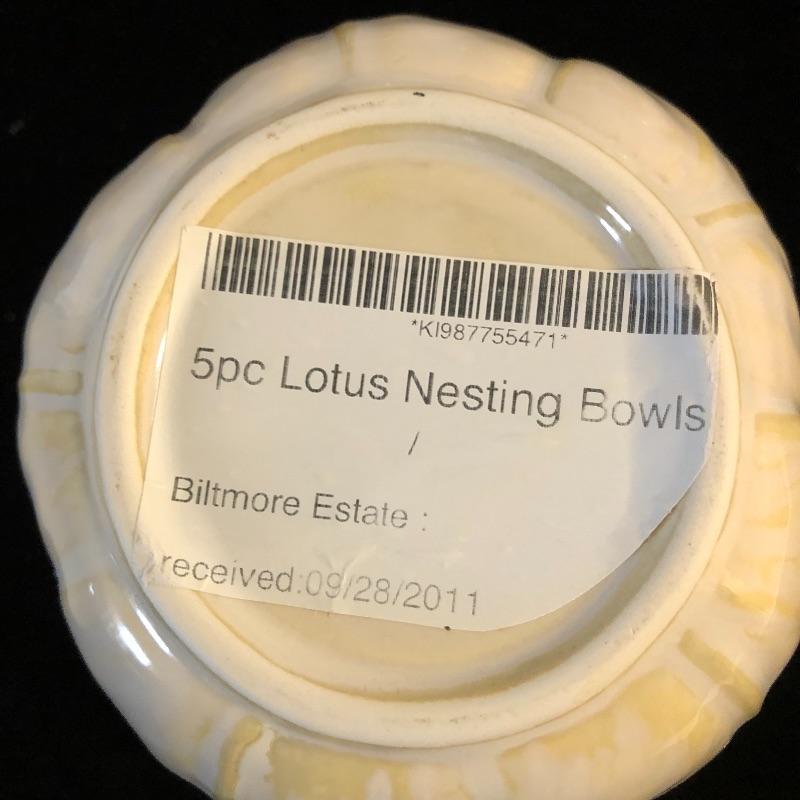 *KI987755471*
5pc Lotus Nesting Bowls
/
Biltmore Estate :
received:09/28/2011